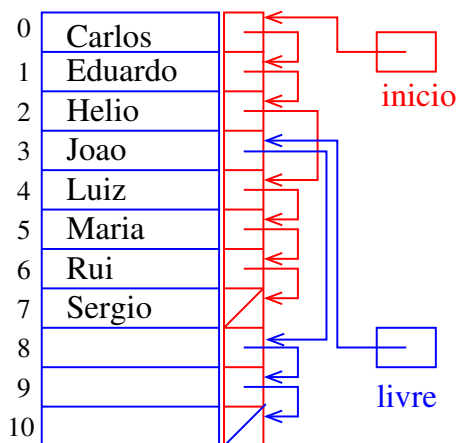 0 Carlos
1 Eduardo
inicio
2 Helio
3 Joao
4 Luiz
5 Maria
6 Rui
7 Sergio
8
9
livre
10